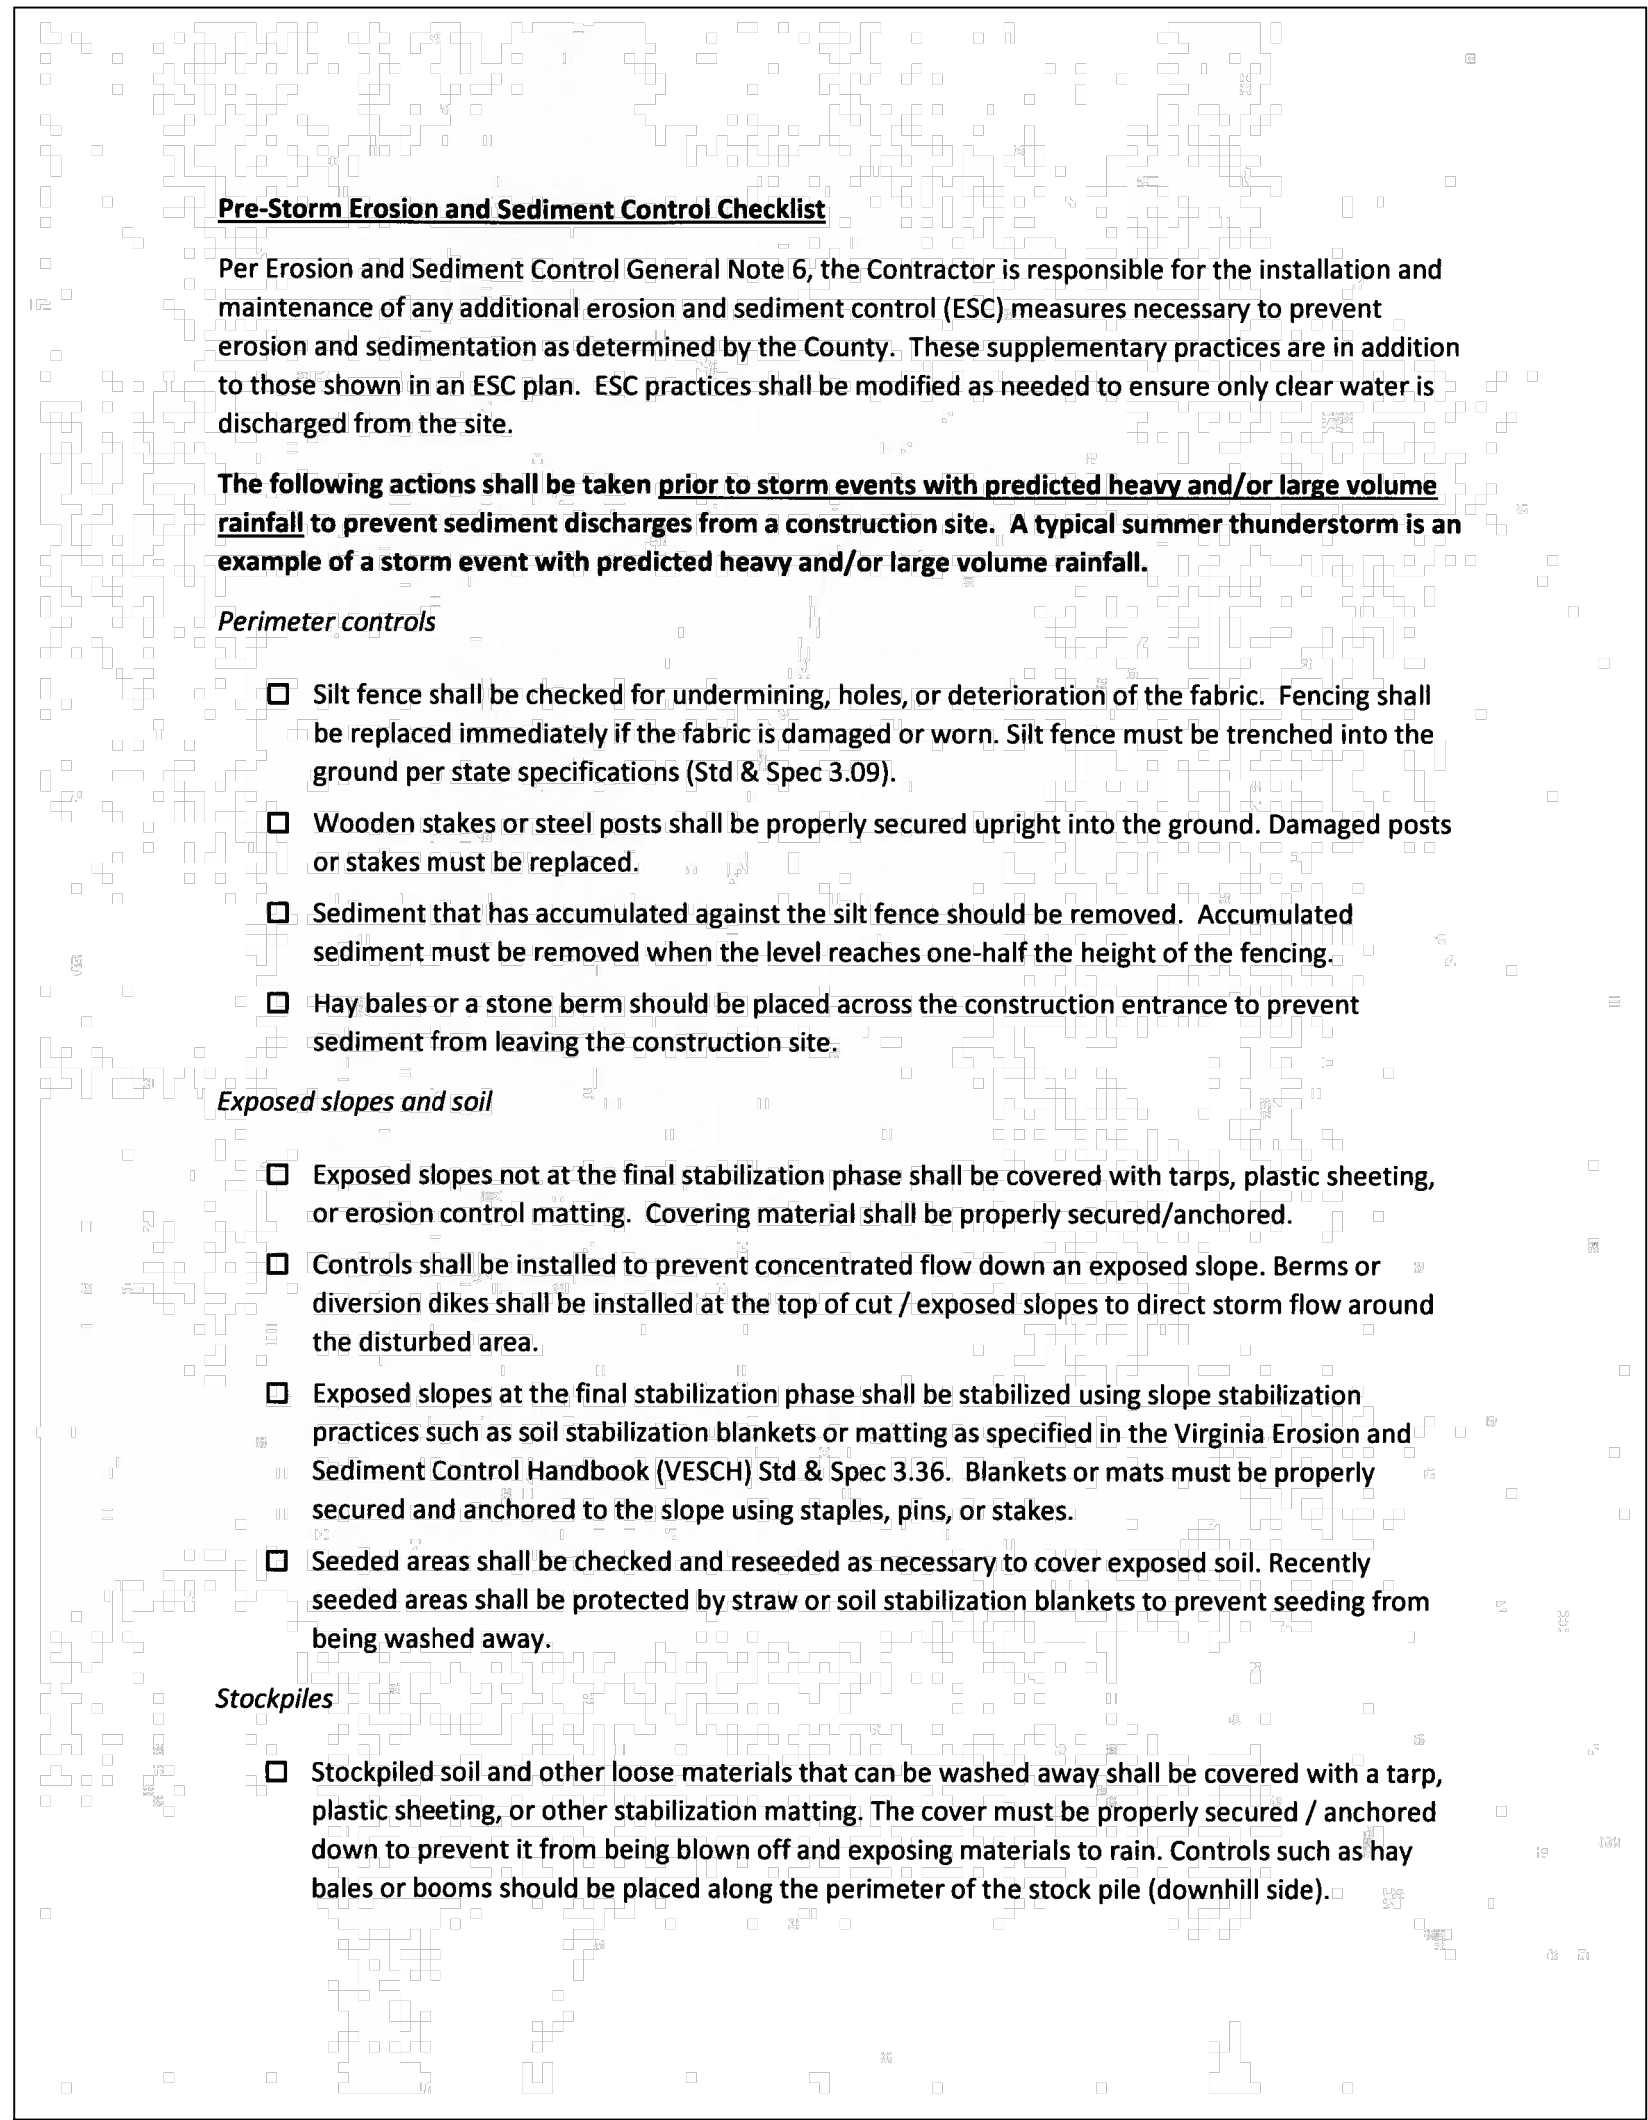 Pre-Storm Erosion and Sediment Control Checklist
Per Erosion and Sediment Control General Note 6, the Contractor is responsible for the installation and
maintenance of any additional erosion and sediment control (ESC) measures necessary to prevent
erosion and sedimentation as determined by the County.  These supplementary practices are in addition
to those shown in an ESC plan.  ESC practices shall be modified as needed to ensure only clear water is
discharged from the site.
The following actions shall be taken prior to storm events with predicted heavy and/or large volume
rainfall to prevent sediment discharges from a construction site.  A typical summer thunderstorm is an
example of a storm event with predicted heavy and/or large volume rainfall.
Perimeter controls
☐ Silt fence shall be checked for undermining, holes, or deterioration of the fabric.  Fencing shall
be replaced immediately if the fabric is damaged or worn. Silt fence must be trenched into the
ground per state specifications (Std & Spec 3.09).
☐ Wooden stakes or steel posts shall be properly secured upright into the ground. Damaged posts
or stakes must be replaced.
☐ Sediment that has accumulated against the silt fence should be removed.  Accumulated
sediment must be removed when the level reaches one-half the height of the fencing.
☐ Hay bales or a stone berm should be placed across the construction entrance to prevent
sediment from leaving the construction site.
Exposed slopes and soil
☐ Exposed slopes not at the final stabilization phase shall be covered with tarps, plastic sheeting,
or erosion control matting.  Covering material shall be properly secured/anchored.
☐ Controls shall be installed to prevent concentrated flow down an exposed slope. Berms or
diversion dikes shall be installed at the top of cut / exposed slopes to direct storm flow around
the disturbed area.
☐ Exposed slopes at the final stabilization phase shall be stabilized using slope stabilization
practices such as soil stabilization blankets or matting as specified in the Virginia Erosion and
Sediment Control Handbook (VESCH) Std & Spec 3.36.  Blankets or mats must be properly
secured and anchored to the slope using staples, pins, or stakes.
☐ Seeded areas shall be checked and reseeded as necessary to cover exposed soil. Recently
seeded areas shall be protected by straw or soil stabilization blankets to prevent seeding from
being washed away.
Stockpiles
☐ Stockpiled soil and other loose materials that can be washed away shall be covered with a tarp,
plastic sheeting, or other stabilization matting. The cover must be properly secured / anchored
down to prevent it from being blown off and exposing materials to rain. Controls such as hay
bales or booms should be placed along the perimeter of the stock pile (downhill side).